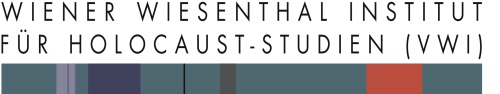 WIENER WIESENTHAL INSTITUT
FÜR HOLOCAUST-STUDIEN (VWI)